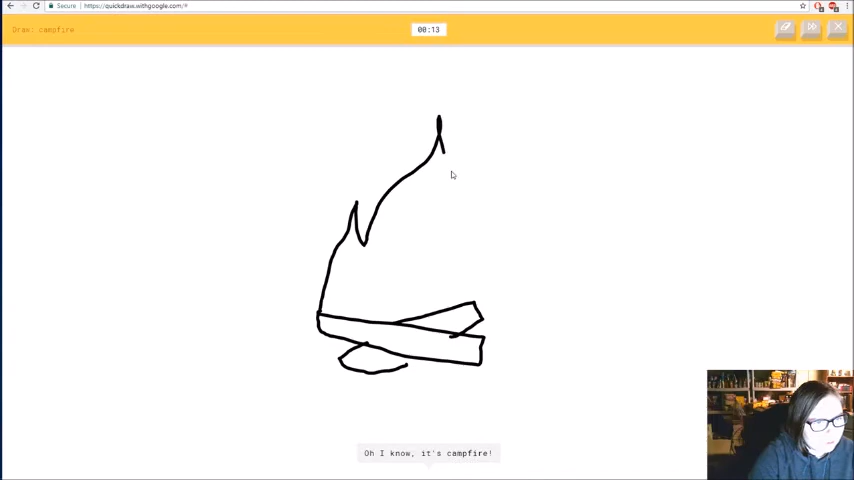 Secure https://quickdraw.withgoogle.com/#
Draw: campfire
00:13
Oh I know, it's campfire!